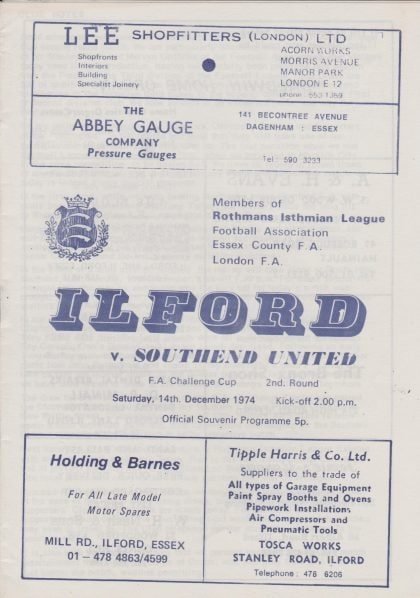 LEE SHOPFITTERS (LONDON) LTD
Shopfronts
Interiors
Building
Specialist Joinery
ACORN WORKS
MORRIS AVENUE
MANOR PARK
LONDON E 12
phone: 553 1359
THE
ABBEY GAUGE
COMPANY
Pressure Gauges
141 BECONTREE AVENUE
DAGENHAM : ESSEX
Tel: 590 3233
Members of
Rothmans Isthmian League
Football Association
Essex County F.A.
London F.A.
ILFORD
v. SOUTHEND UNITED
F.A. Challenge Cup 2nd. Round
Saturday, 14th. December 1974 Kick-off 2.00 p.m.
Official Souvenir Programme 5p.
Holding & Barnes
For All Late Model
Motor Spares
MILL RD., ILFORD, ESSEX
01 – 478 4863/4599
Tipple Harris & Co. Ltd.
Suppliers to the trade of
All types of Garage Equipment
Paint Spray Booths and Ovens
Pipework Installations
Air Compressors and
Pneumatic Tools
TOSCA WORKS
STANLEY ROAD, ILFORD
Telephone: 478 6206